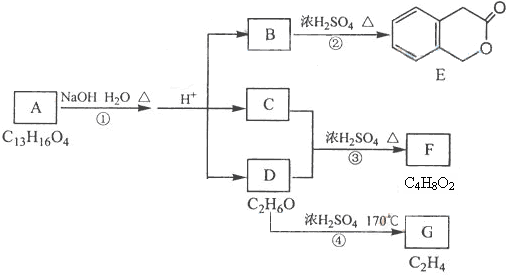 B
浓H₂SO₄ △
②
O
O
E
A
NaOH H₂O △
①
H⁺
C
C₁₃H₁₆O₄
浓H₂SO₄ △
③
F
C₄H₈O₂
D
C₂H₆O
浓H₂SO₄ 170℃
④
G
C₂H₄